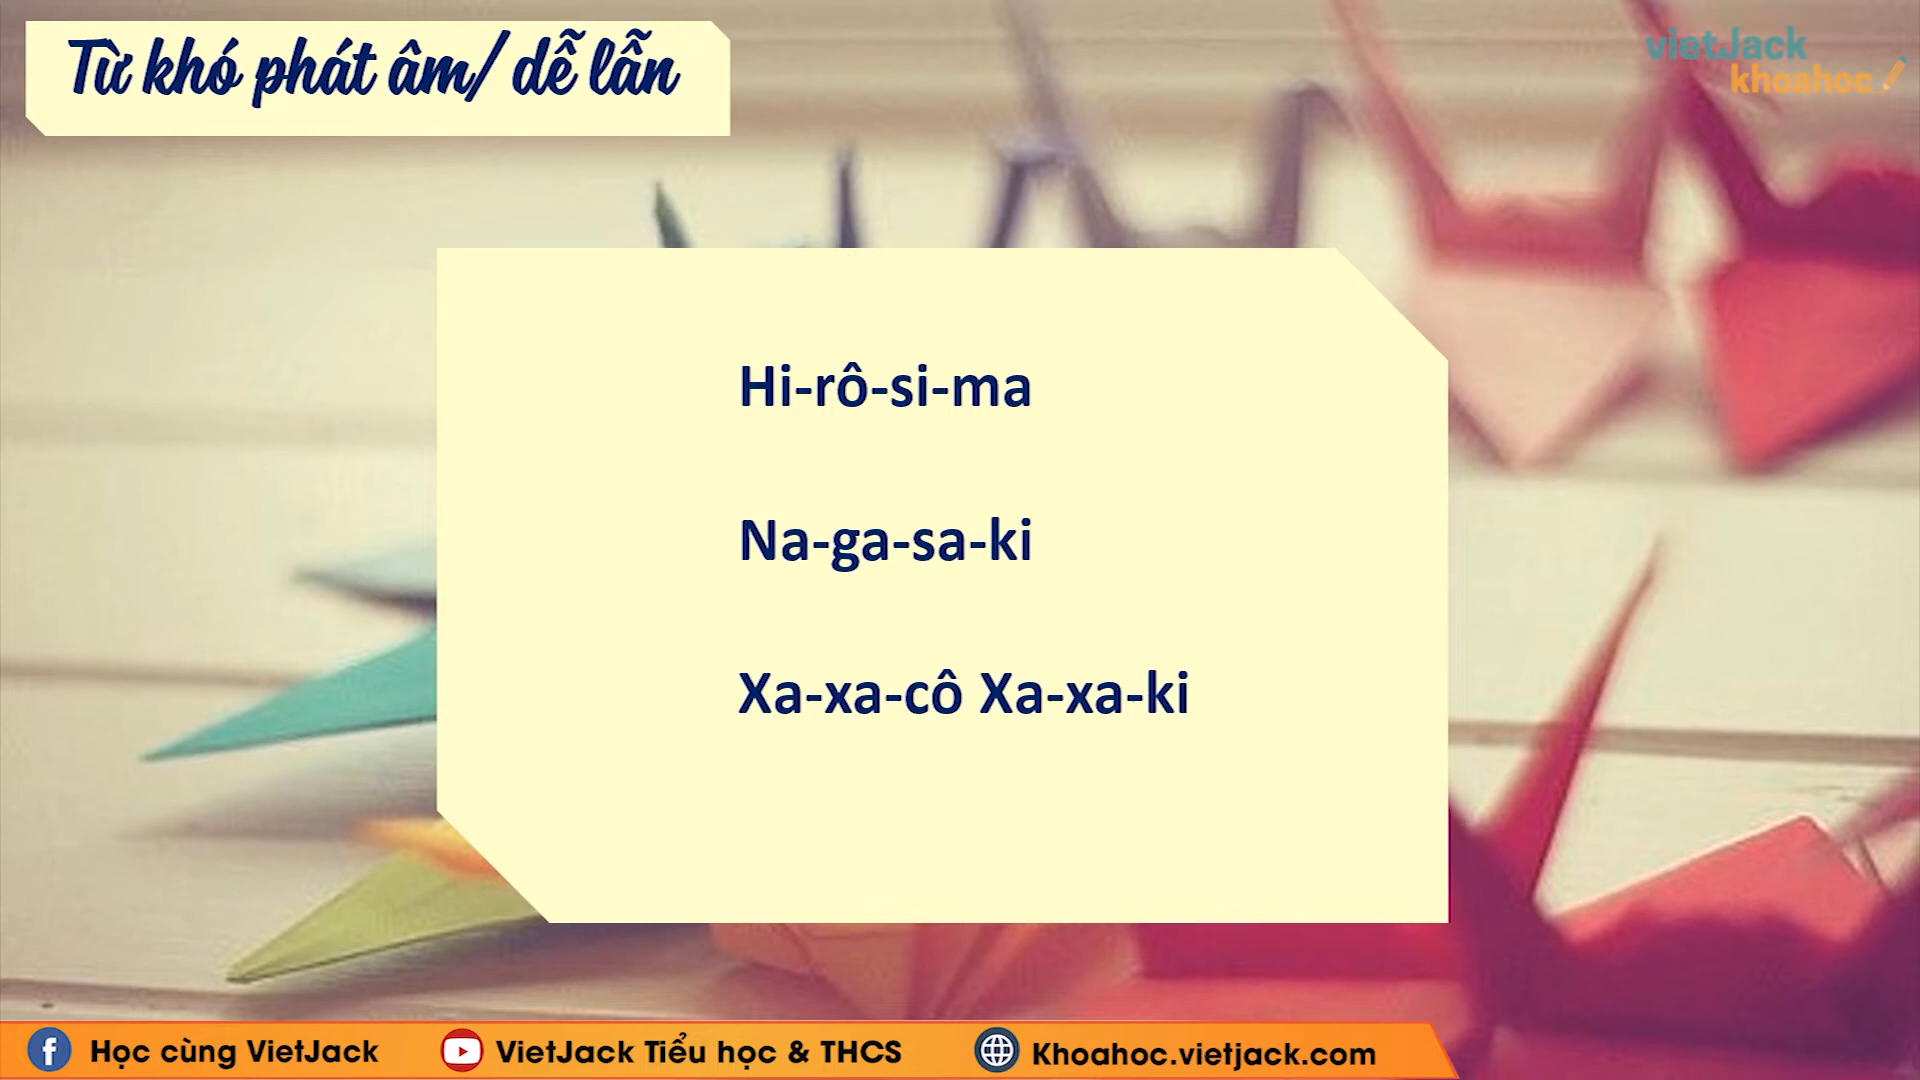 Từ khó phát âm/ dễ lẫn
vietJack
khoahoc
Hi-rô-si-ma
Na-ga-sa-ki
Xa-xa-cô Xa-xa-ki
Học cùng VietJack
VietJack Tiểu học & THCS
Khoahoc.vietjack.com